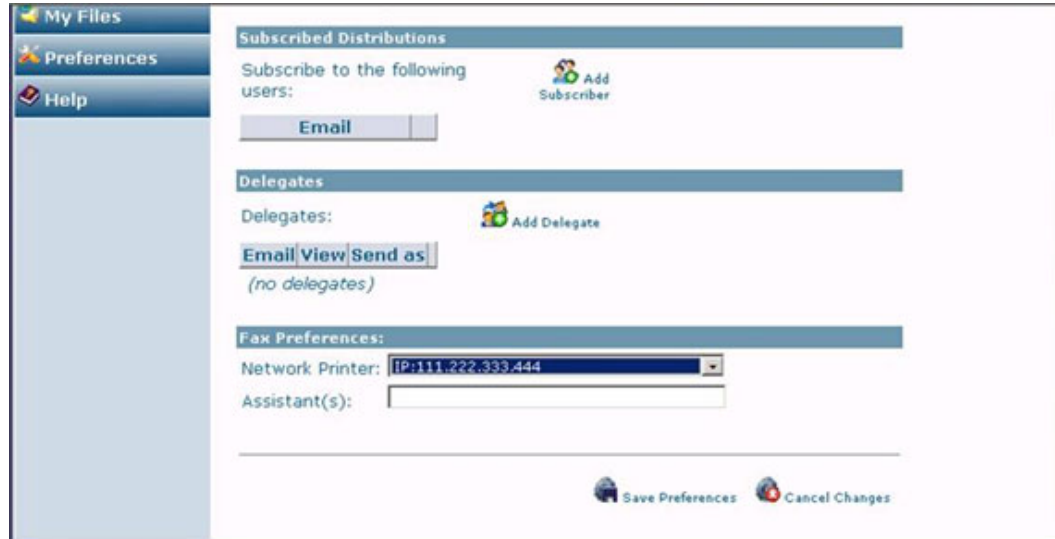 My Files
Preferences
Help
Subscribed Distributions
Subscribe to the following
users:
Add
Subscriber
Email
Delegates
Delegates:
Add Delegate
Email View Send as
(no delegates)
Fax Preferences:
Network Printer: IP:111.222.333.444
Assistant(s):
Save Preferences Cancel Changes